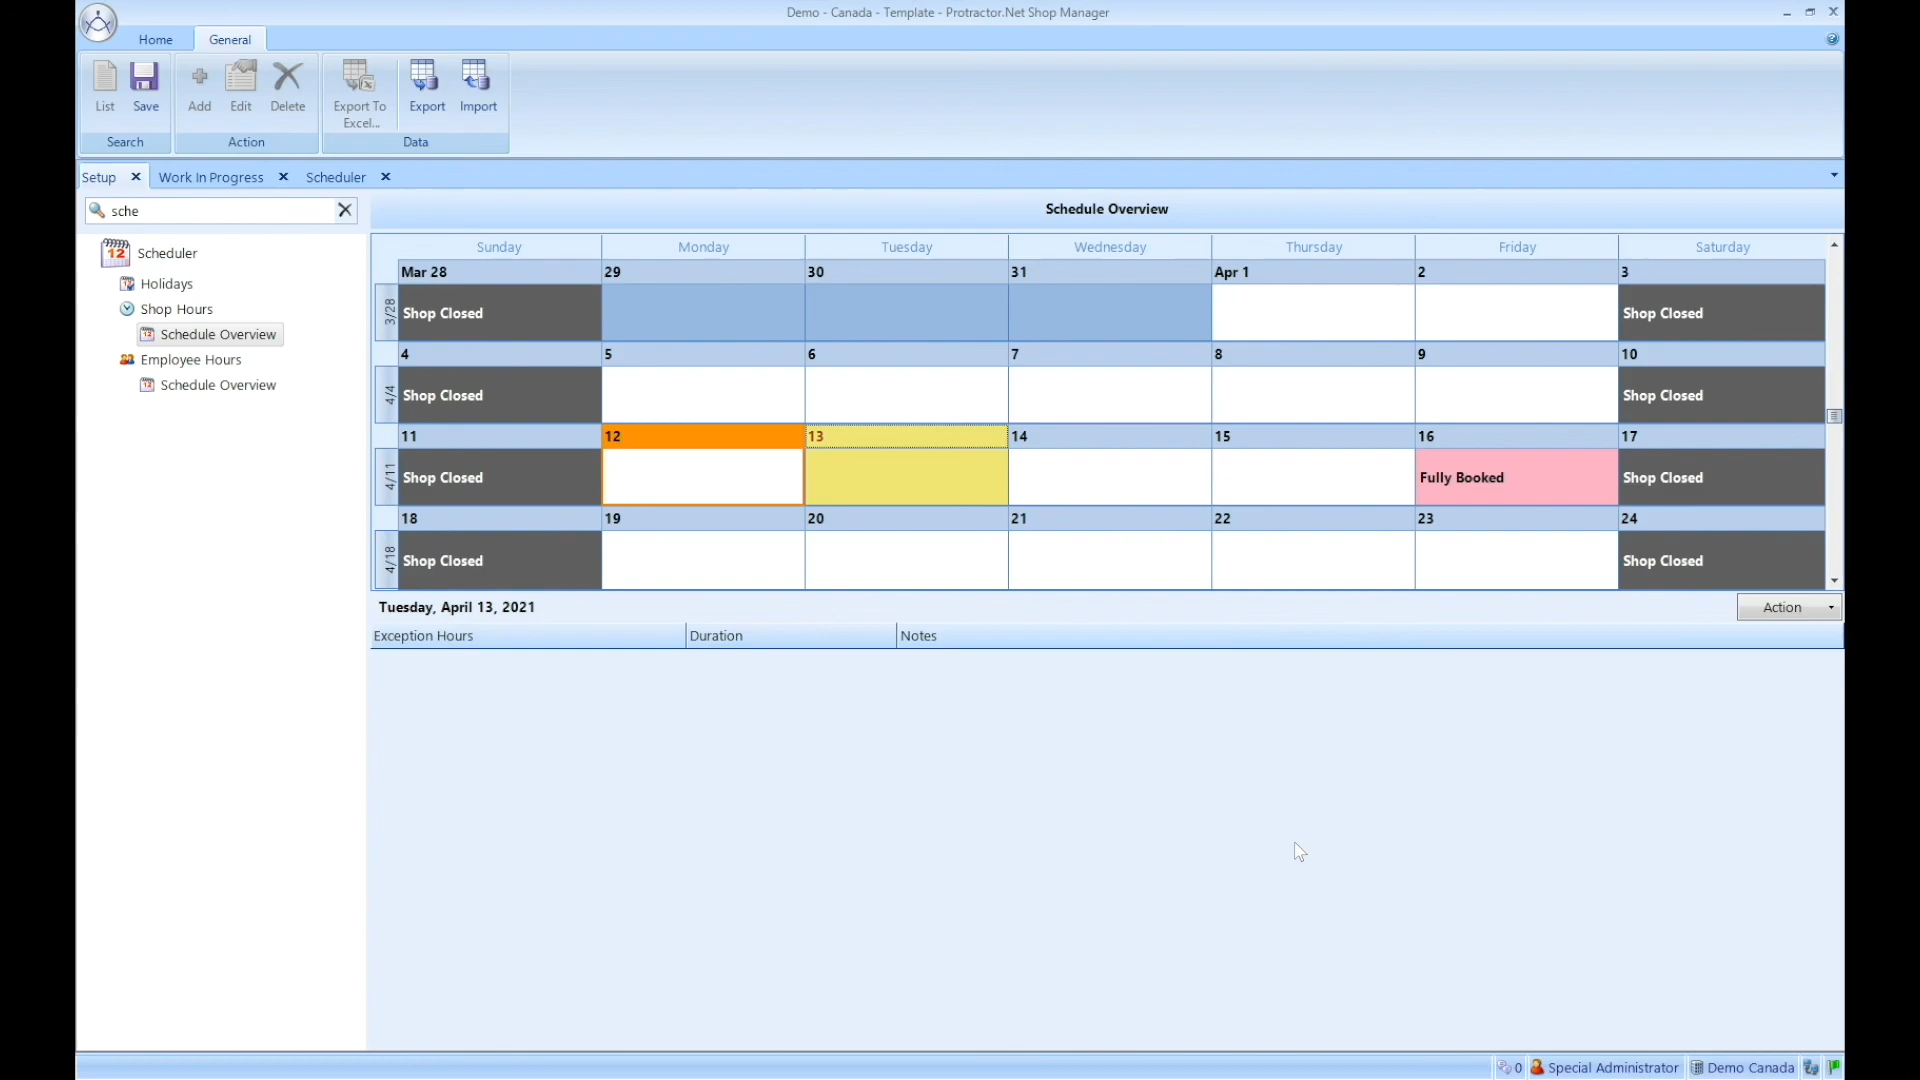 Demo - Canada - Template - Protractor.Net Shop Manager
Home General
List Save Add Edit Delete Export To Excel... Export Import
Search Action Data
Setup Work In Progress Scheduler
sche
Schedule Overview
12 Scheduler
Holidays
Shop Hours
Schedule Overview
Employee Hours
Schedule Overview
Sunday Monday Tuesday Wednesday Thursday Friday Saturday
Mar 28 29 30 31 Apr 1 2 3
3/28 Shop Closed Shop Closed
4 5 6 7 8 9 10
4/4 Shop Closed Shop Closed
11 12 13 14 15 16 17
4/11 Shop Closed Fully Booked Shop Closed
18 19 20 21 22 23 24
4/18 Shop Closed Shop Closed
Tuesday, April 13, 2021 Action
Exception Hours Duration Notes
0 Special Administrator Demo Canada